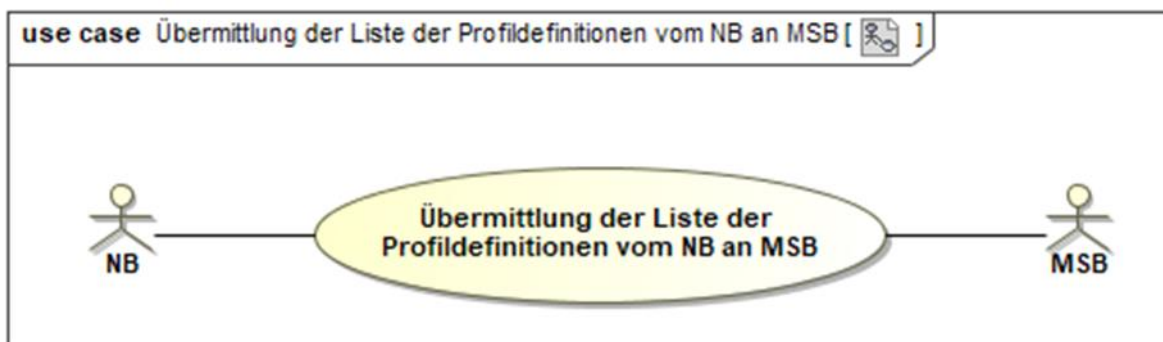 use case Übermittlung der Liste der Profildefinitionen vom NB an MSB [ ]
Übermittlung der Liste der
Profildefinitionen vom NB an MSB
NB
MSB